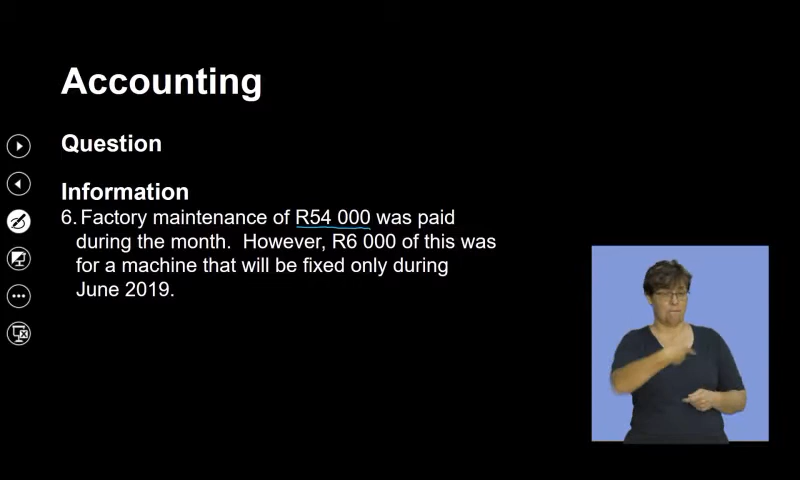 Accounting
Question
Information
6. Factory maintenance of R54 000 was paid
during the month.  However, R6 000 of this was
for a machine that will be fixed only during
June 2019.